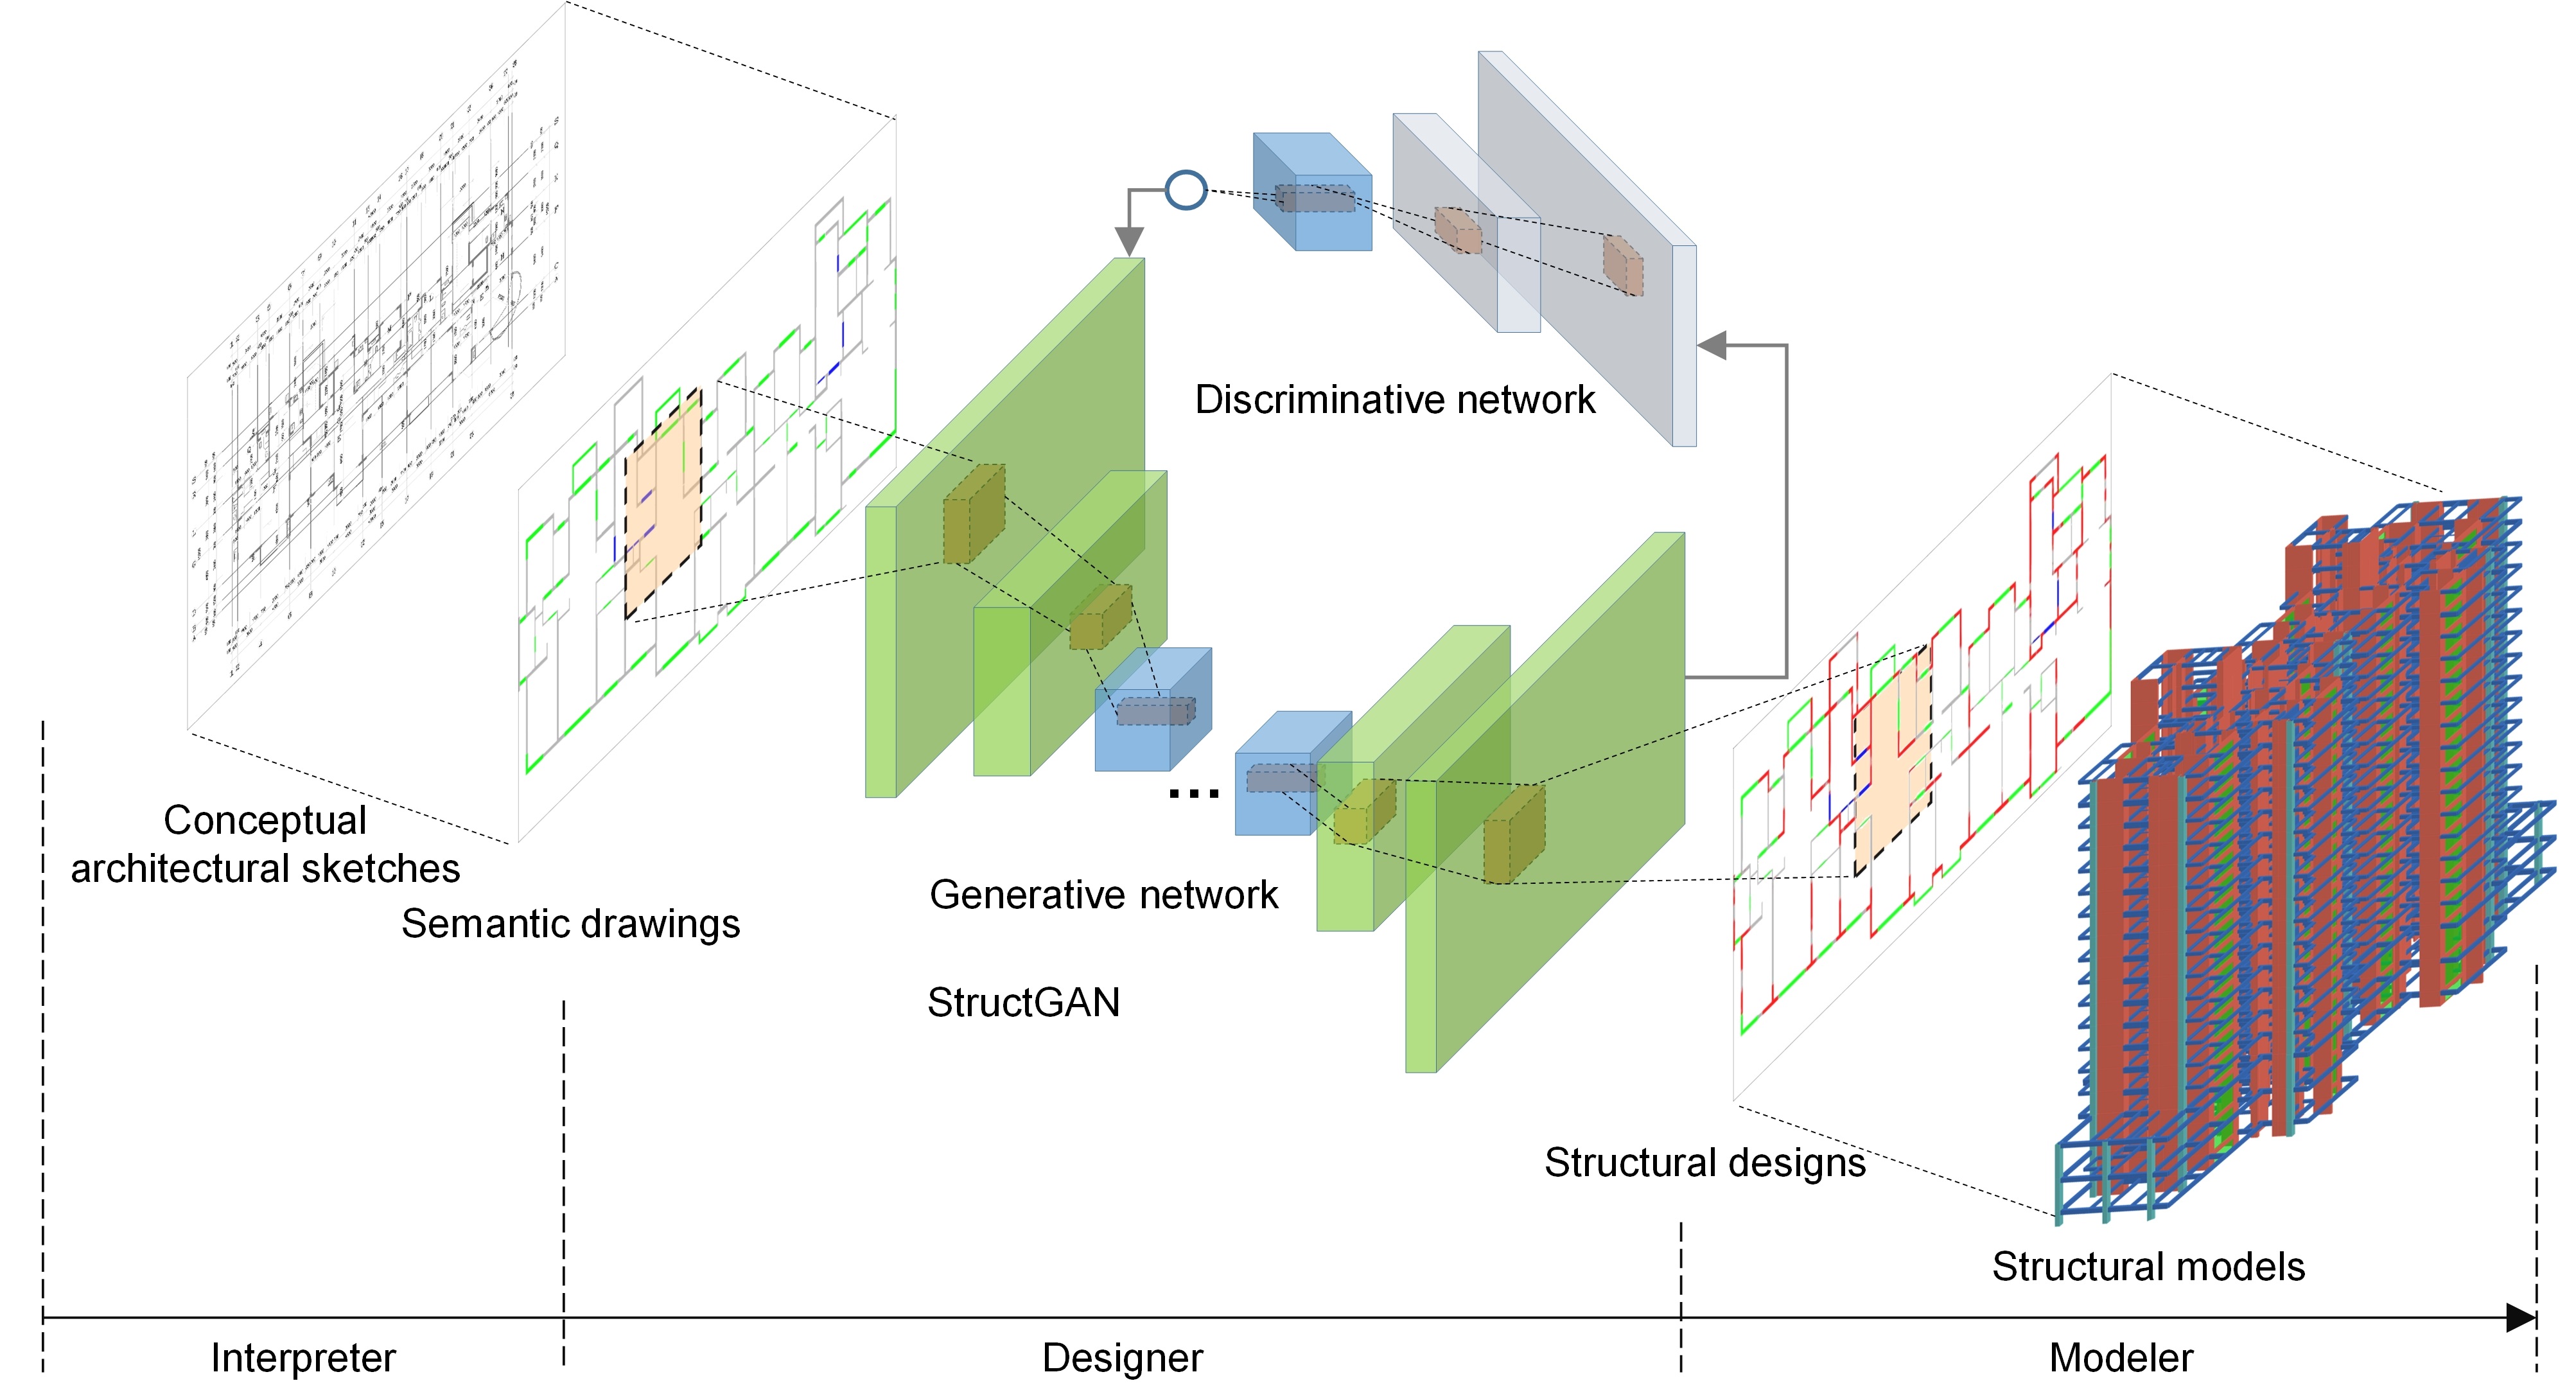 Discriminative network
Conceptual
architectural sketches
Semantic drawings
Generative network
...
StructGAN
Structural designs
Structural models
Interpreter
Designer
Modeler